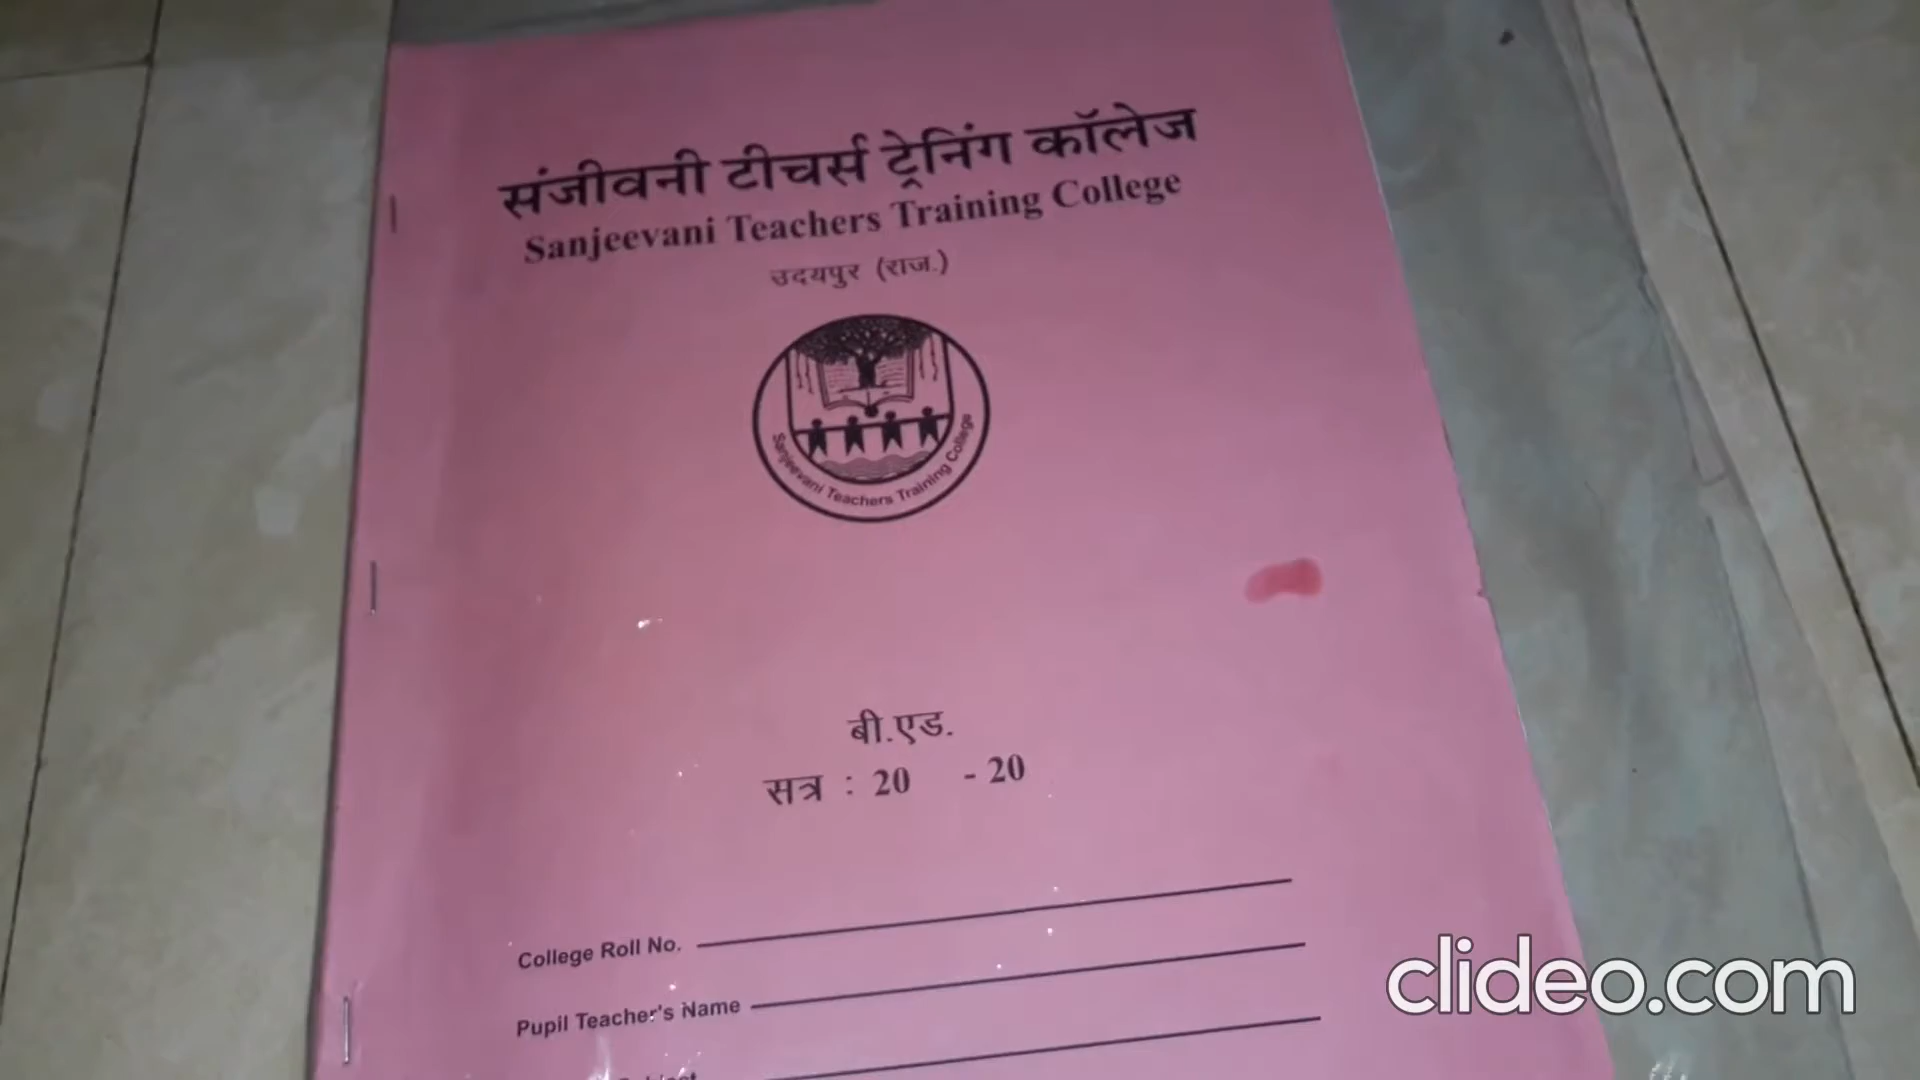 संजीवनी टीचर्स ट्रेनिंग कॉलेज
Sanjeevani Teachers Training College
उदयपुर (राज.)
Sanjeevani Teachers Training College
बी.एड.
सत्र : 20 - 20
College Roll No.
Pupil Teacher's Name
clideo.com